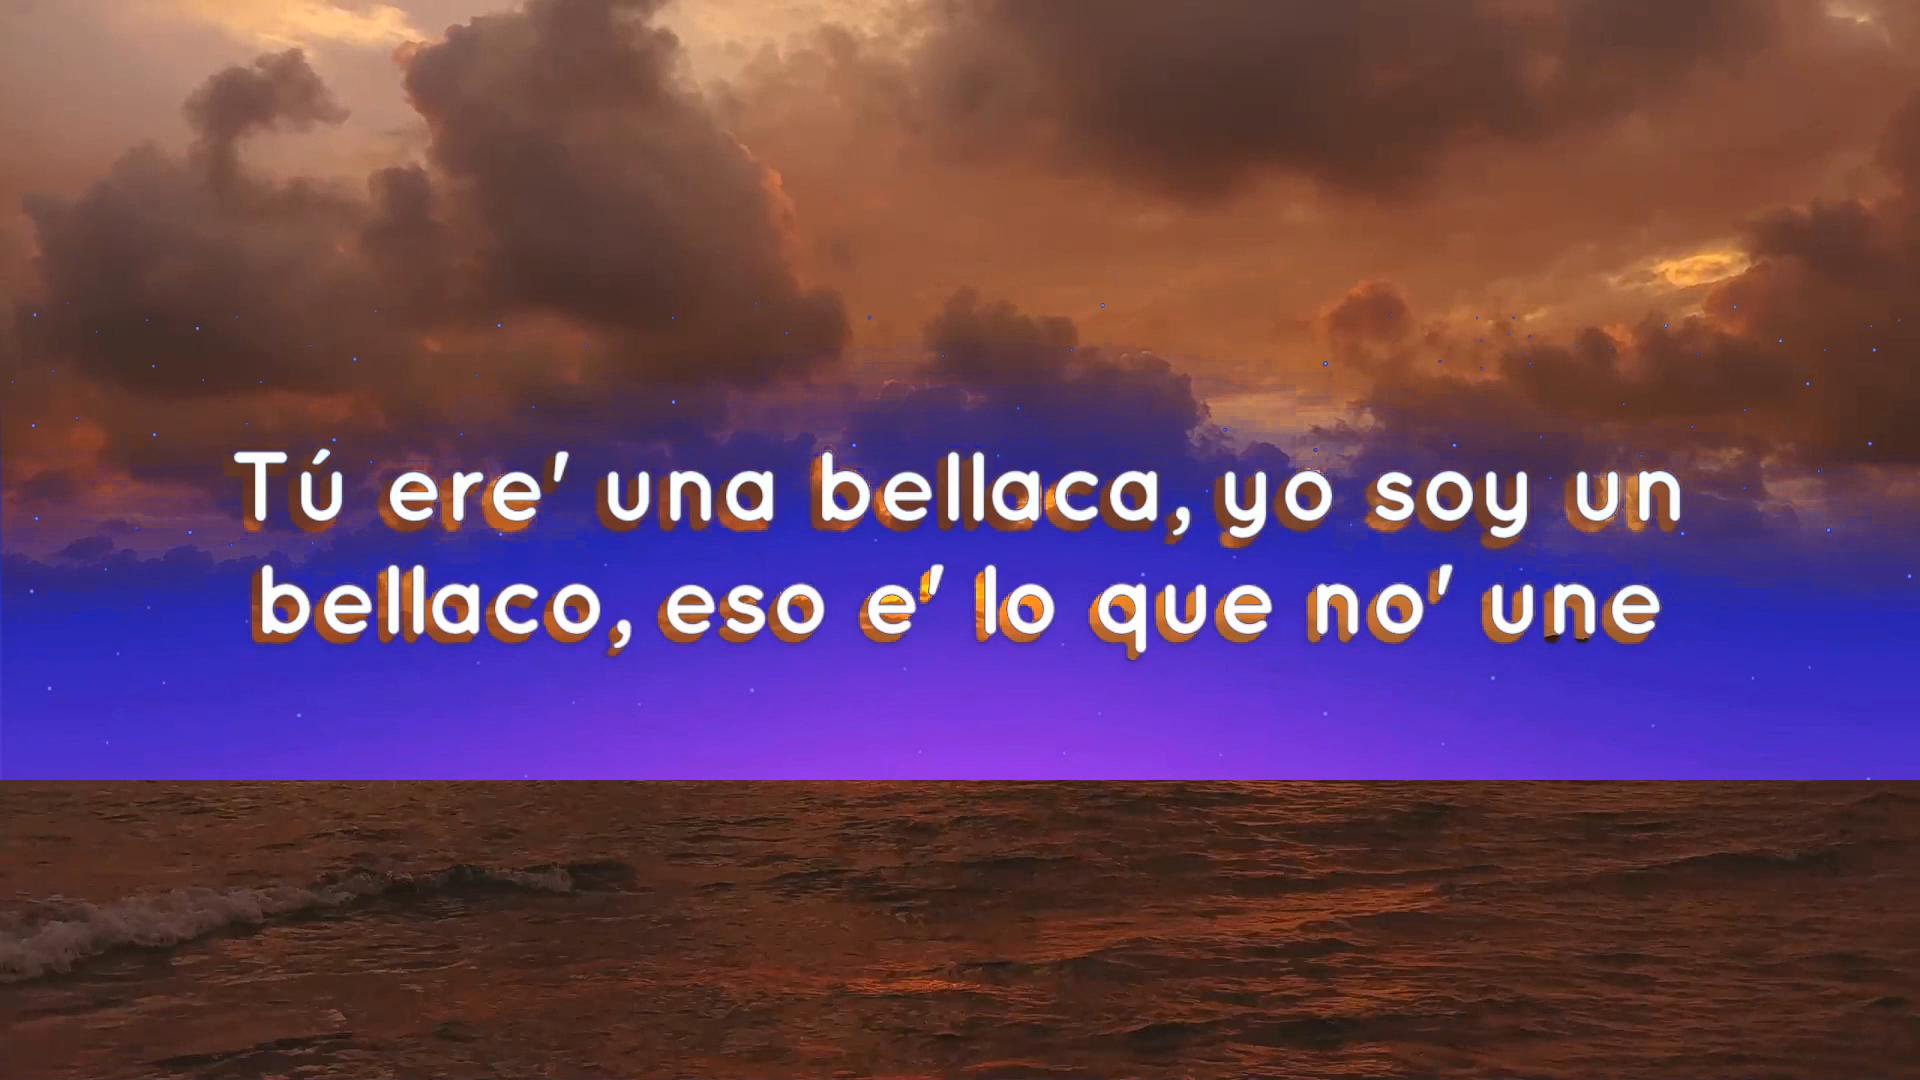 Tú ere' una bellaca, yo soy un
bellaco, eso e' lo que no' une